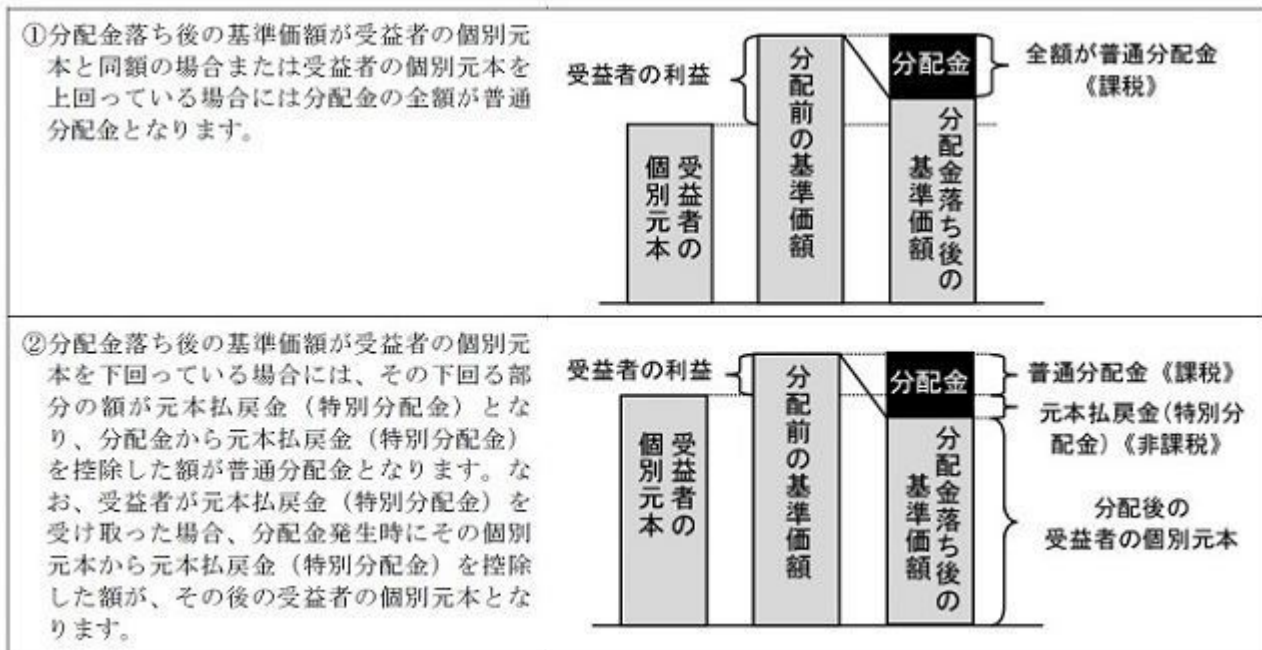 ①分配金落ち後の基準価額が受益者の個別元
本と同額の場合または受益者の個別元本を
上回っている場合には分配金の全額が普通
分配金となります。
受益者の利益
受益者の
個別元本
分配前の基準価額
分配金
分配金落ち後の
基準価額
全額が普通分配金
《課税》
②分配金落ち後の基準価額が受益者の個別元
本を下回っている場合には、その下回る部
分の額が元本払戻金（特別分配金）とな
り、分配金から元本払戻金（特別分配金）
を控除した額が普通分配金となります。な
お、受益者が元本払戻金（特別分配金）を
受け取った場合、分配金発生時にその個別
元本から元本払戻金（特別分配金）を控除
した額が、その後の受益者の個別元本とな
ります。
受益者の利益
受益者の
個別元本
分配前の基準価額
分配金
分配金落ち後の
基準価額
普通分配金《課税》
元本払戻金（特別分
配金）《非課税》
分配後の
受益者の個別元本